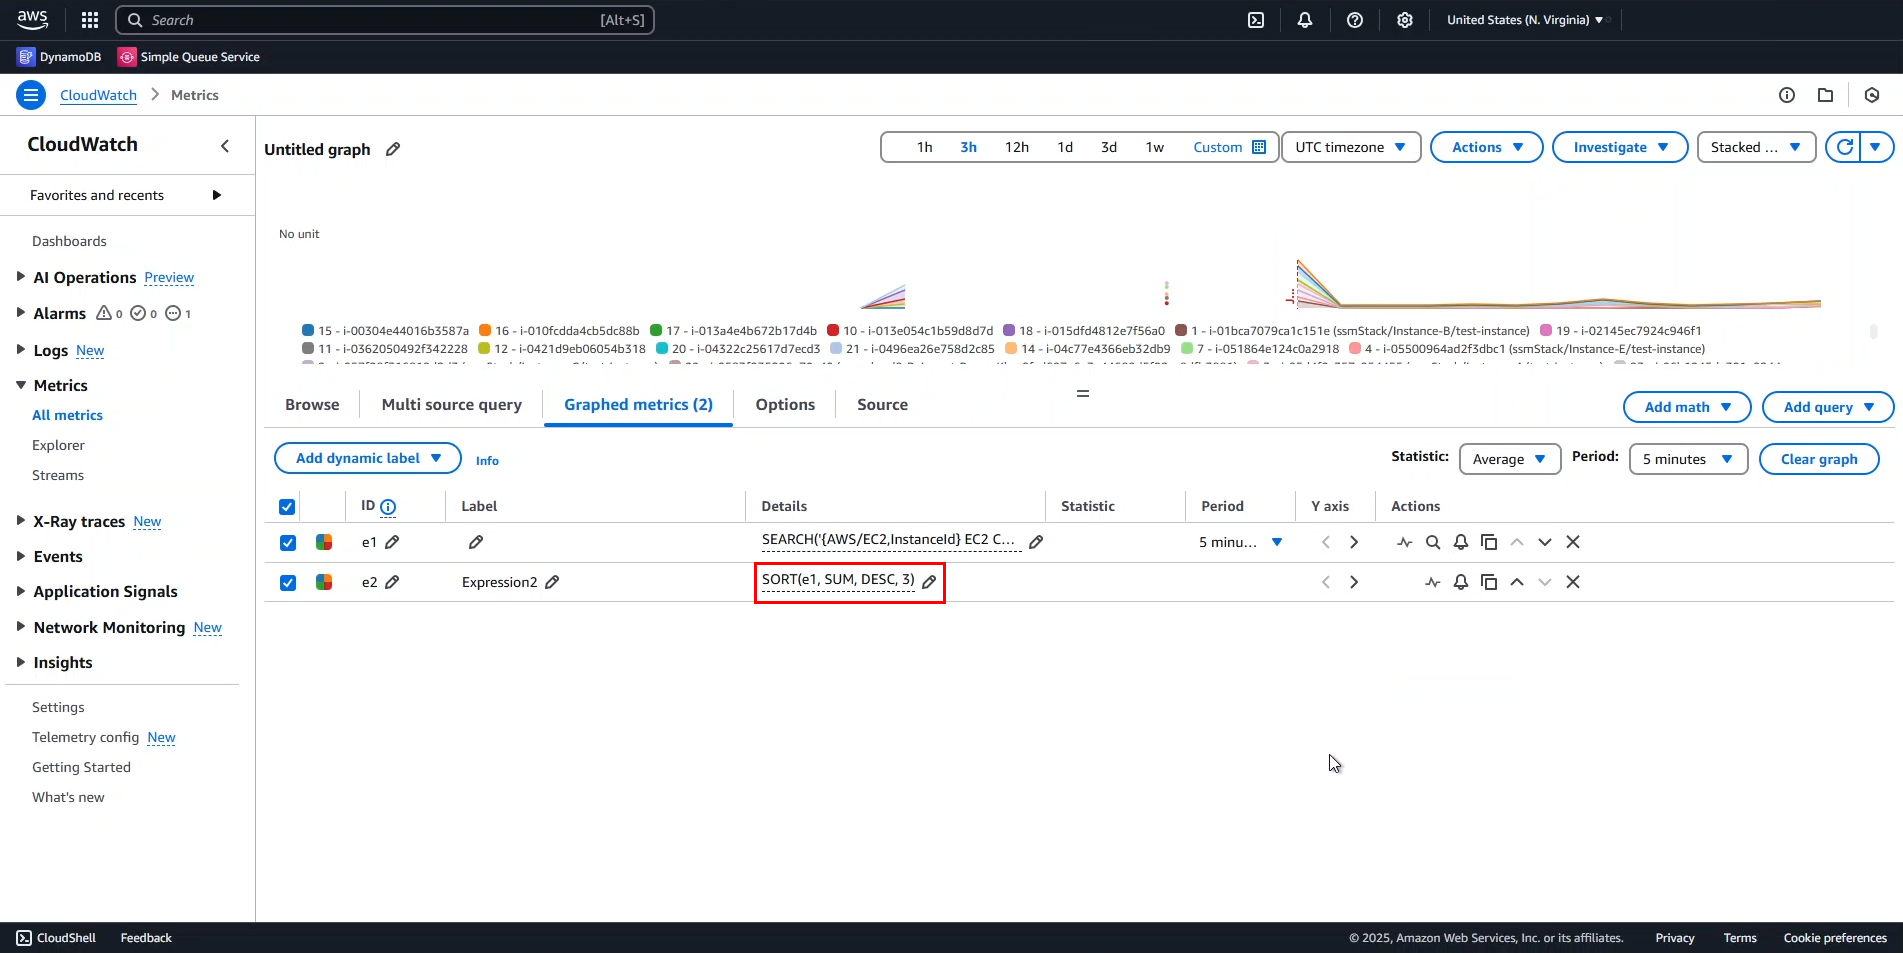 aws Search [Alt+S] United States (N. Virginia)
DynamoDB Simple Queue Service
CloudWatch Metrics
CloudWatch
Favorites and recents
Dashboards
AI Operations Preview
Alarms 0 0 1
Logs New
Metrics
All metrics
Explorer
Streams
X-Ray traces New
Events
Application Signals
Network Monitoring New
Insights
Settings
Telemetry config New
Getting Started
What's new
Untitled graph
1h 3h 12h 1d 3d 1w Custom UTC timezone Actions Investigate Stacked ...
No unit
15 - i-00304e44016b3587a 16 - i-010fcdda4cb5dc88b 17 - i-013a4e4b672b17d4b 10 - i-013e054c1b59d8d7d 18 - i-015dfd4812e7f56a0 1 - i-01bca7079ca1c151e (ssmStack/Instance-B/test-instance) 19 - i-02145ec7924c946f1
11 - i-0362050492f342228 12 - i-0421d9eb06054b318 20 - i-04322c25617d7ecd3 21 - i-0496ea26e758d2c85 14 - i-04c77e4366eb32db9 7 - i-051864e124c0a2918 4 - i-05500964ad2f3dbc1 (ssmStack/Instance-E/test-instance)
Browse Multi source query Graphed metrics (2) Options Source Add math Add query
Add dynamic label Info Statistic: Average Period: 5 minutes Clear graph
ID Label Details Statistic Period Y axis Actions
e1 SEARCH('{AWS/EC2,InstanceId} EC2 C... 5 minu...
e2 Expression2 SORT(e1, SUM, DESC, 3)
CloudShell Feedback © 2025, Amazon Web Services, Inc. or its affiliates. Privacy Terms Cookie preferences